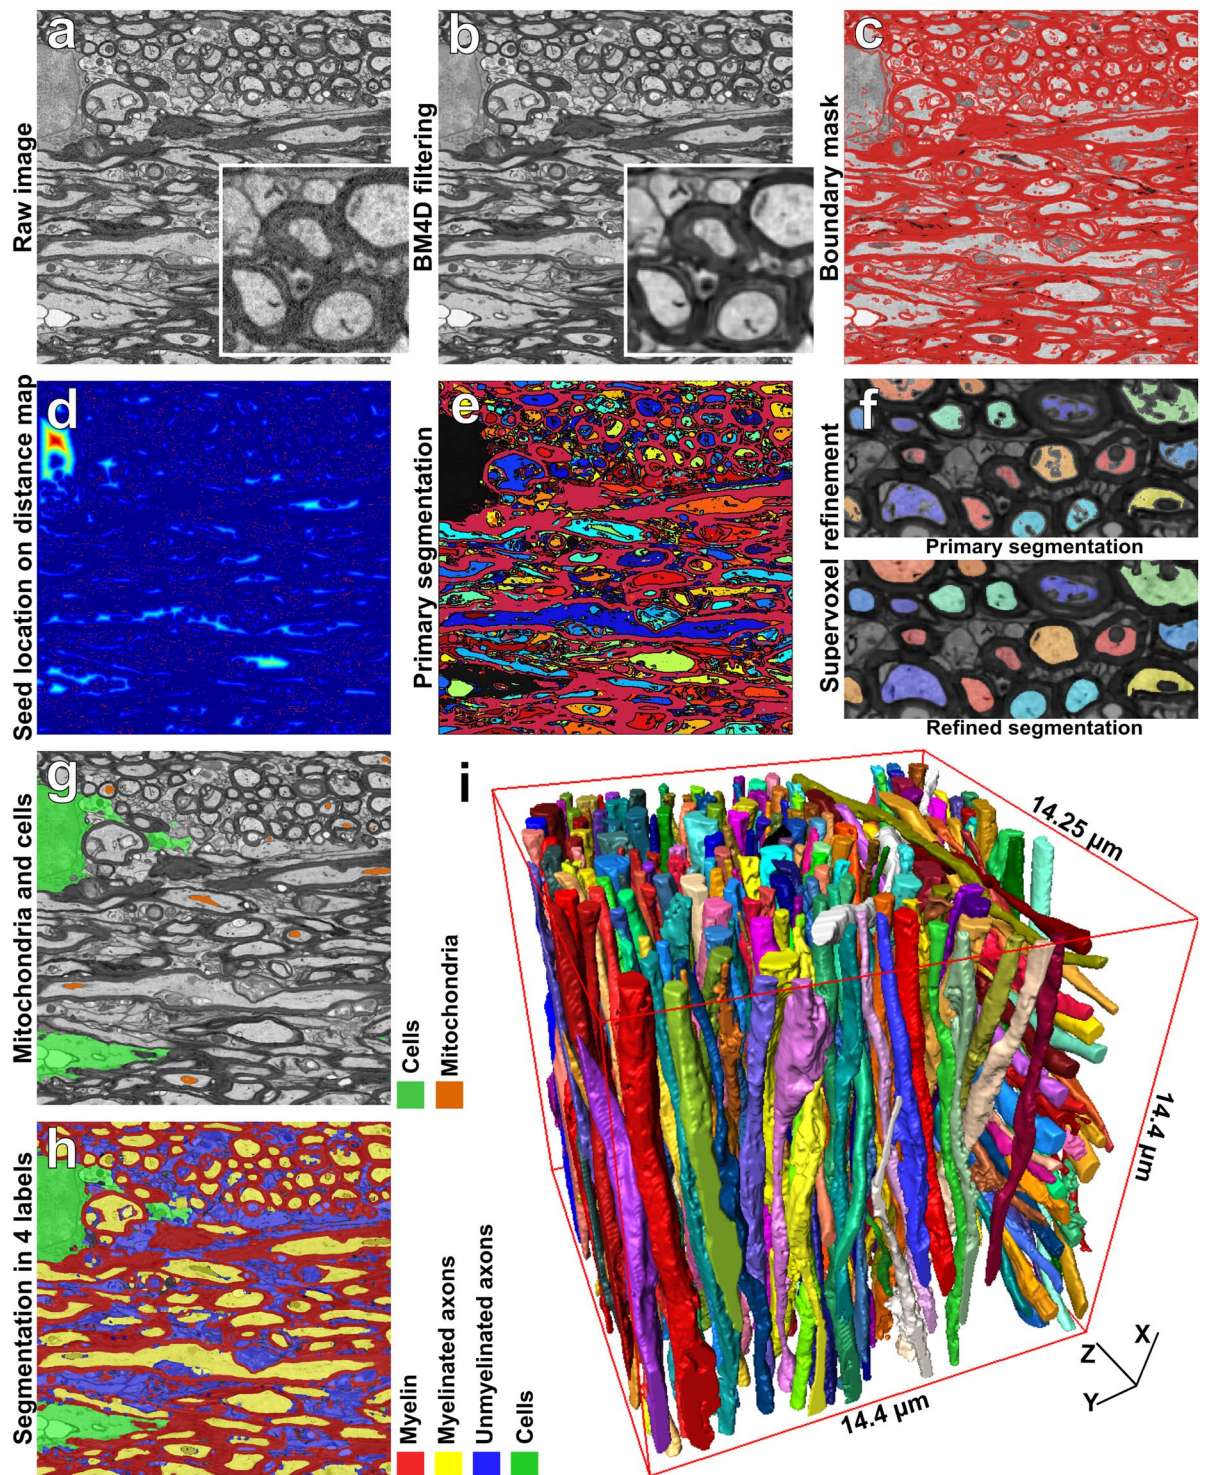 a
Raw image
b
BM4D filtering
c
Boundary mask
d
Seed location on distance map
e
Primary segmentation
f
Supervoxel refinement
Primary segmentation
Refined segmentation
g
Mitochondria and cells
Cells
Mitochondria
h
Segmentation in 4 labels
Myelin
Myelinated axons
Unmyelinated axons
Cells
i
14.25 µm
14.4 µm
14.4 µm
X
Z
Y